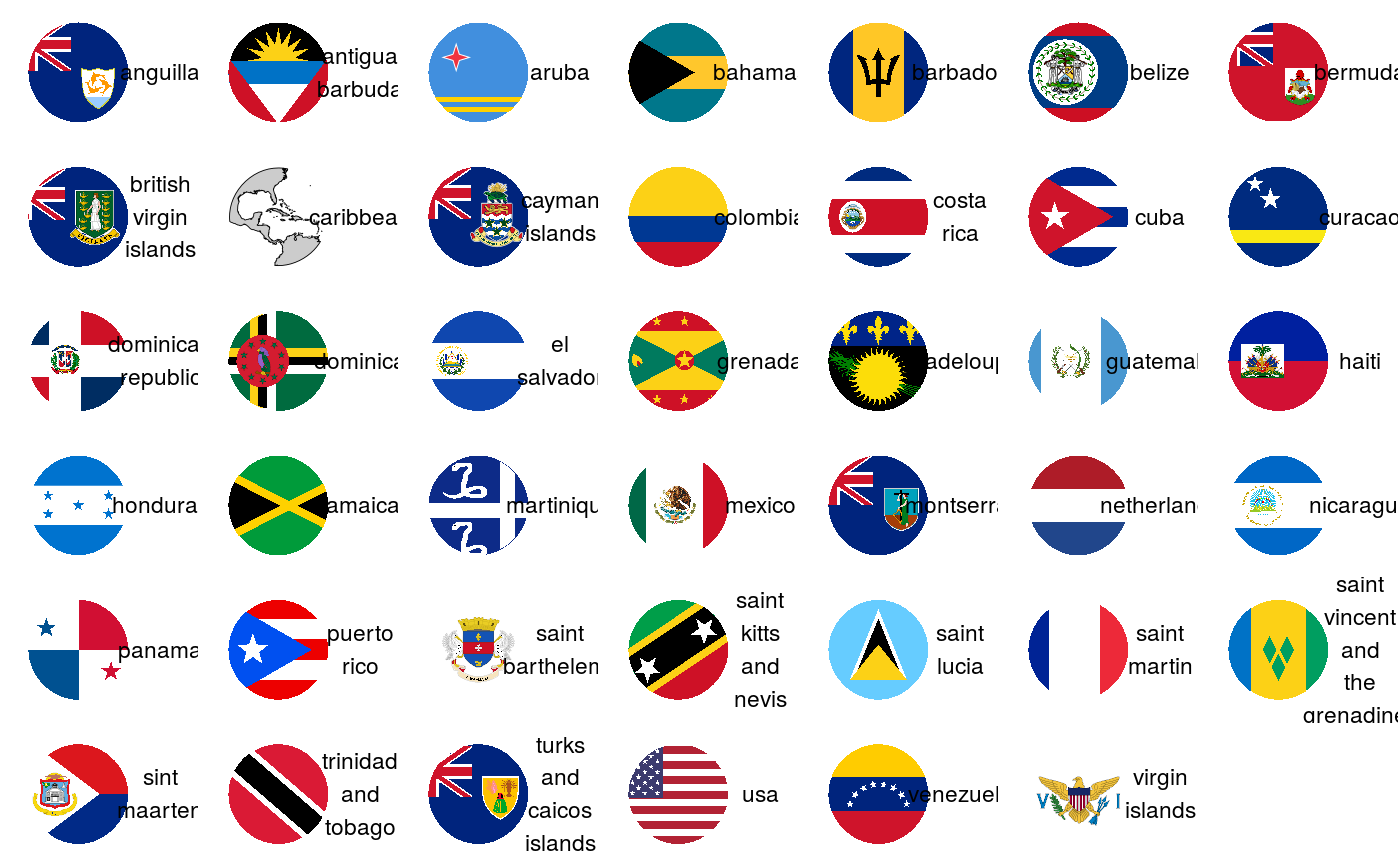 anguilla
antigua
barbuda
aruba
bahama
barbado
belize
bermuda
british
virgin
islands
caribbea
cayman
islands
colombia
costa
rica
cuba
curacao
dominica
republic
dominica
el
salvador
grenada
adeloup
guatemal
haiti
hondura
amaica
martiniqu
mexico
montserra
netherlan
nicaragu
panama
puerto
rico
saint
barthelem
saint
kitts
and
nevis
saint
lucia
saint
martin
saint
vincent
and
the
grenadine
sint
maarten
trinidad
and
tobago
turks
and
caicos
islands
usa
venezuel
virgin
islands